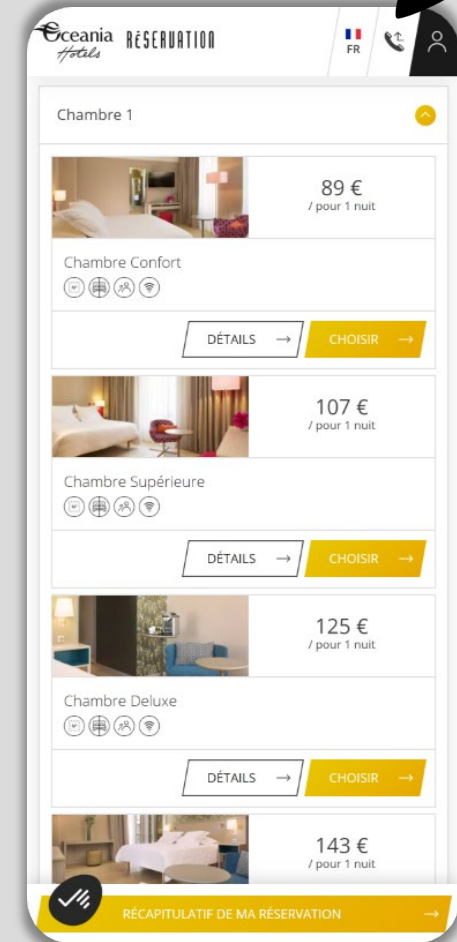 Oceania RÉSERVATION
Hotels
FR
Chambre 1
89 €
/ pour 1 nuit
Chambre Confort
DÉTAILS → CHOISIR →
107 €
/ pour 1 nuit
Chambre Supérieure
DÉTAILS → CHOISIR →
125 €
/ pour 1 nuit
Chambre Deluxe
DÉTAILS → CHOISIR →
143 €
/ pour 1 nuit
RÉCAPITULATIF DE MA RÉSERVATION →